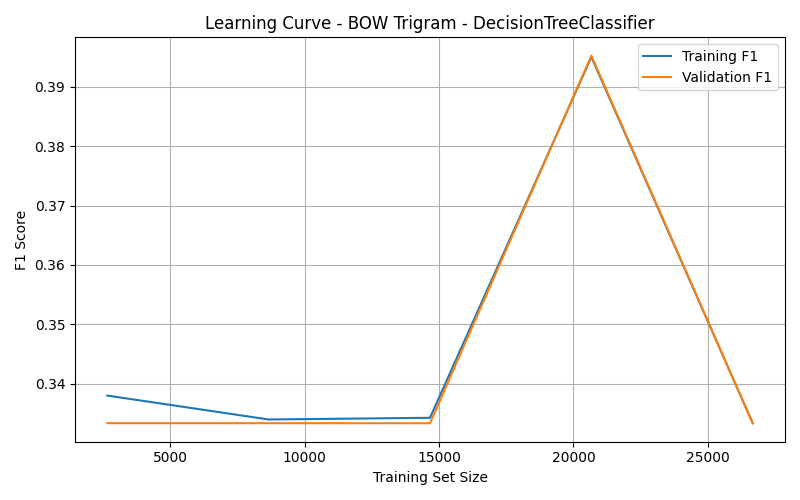 Learning Curve - BOW Trigram - DecisionTreeClassifier
Training F1
Validation F1
0.39
0.38
0.37
0.36
0.35
0.34
F1 Score
5000
10000
15000
20000
25000
Training Set Size